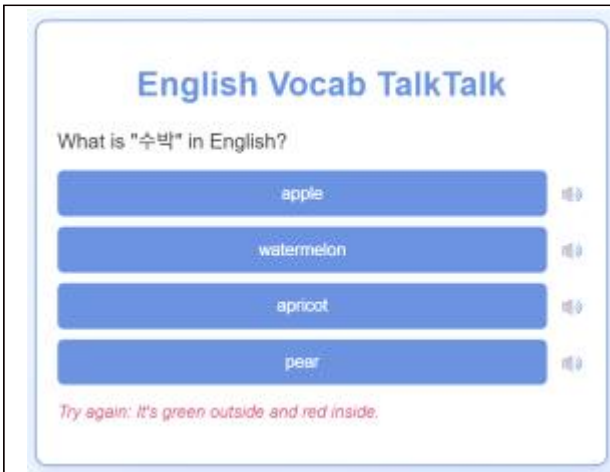 English Vocab TalkTalk
What is "수박" in English?
apple
watermelon
apricot
pear
Try again: It's green outside and red inside.